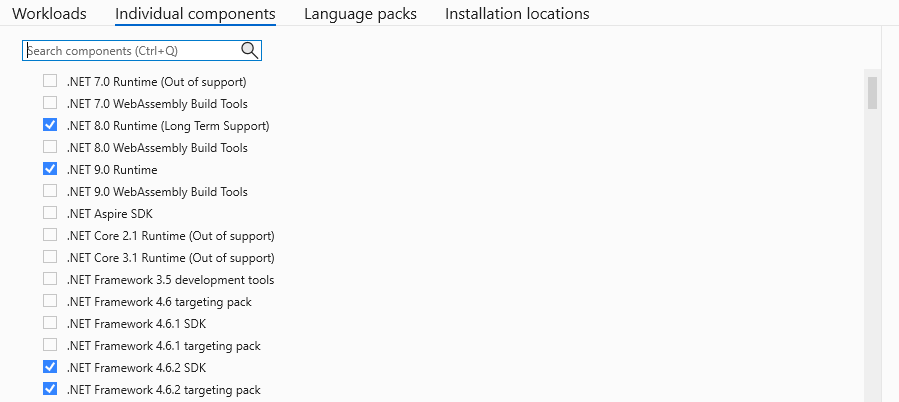 Workloads Individual components Language packs Installation locations
Search components (Ctrl+Q)
.NET 7.0 Runtime (Out of support)
.NET 7.0 WebAssembly Build Tools
.NET 8.0 Runtime (Long Term Support)
.NET 8.0 WebAssembly Build Tools
.NET 9.0 Runtime
.NET 9.0 WebAssembly Build Tools
.NET Aspire SDK
.NET Core 2.1 Runtime (Out of support)
.NET Core 3.1 Runtime (Out of support)
.NET Framework 3.5 development tools
.NET Framework 4.6 targeting pack
.NET Framework 4.6.1 SDK
.NET Framework 4.6.1 targeting pack
.NET Framework 4.6.2 SDK
.NET Framework 4.6.2 targeting pack